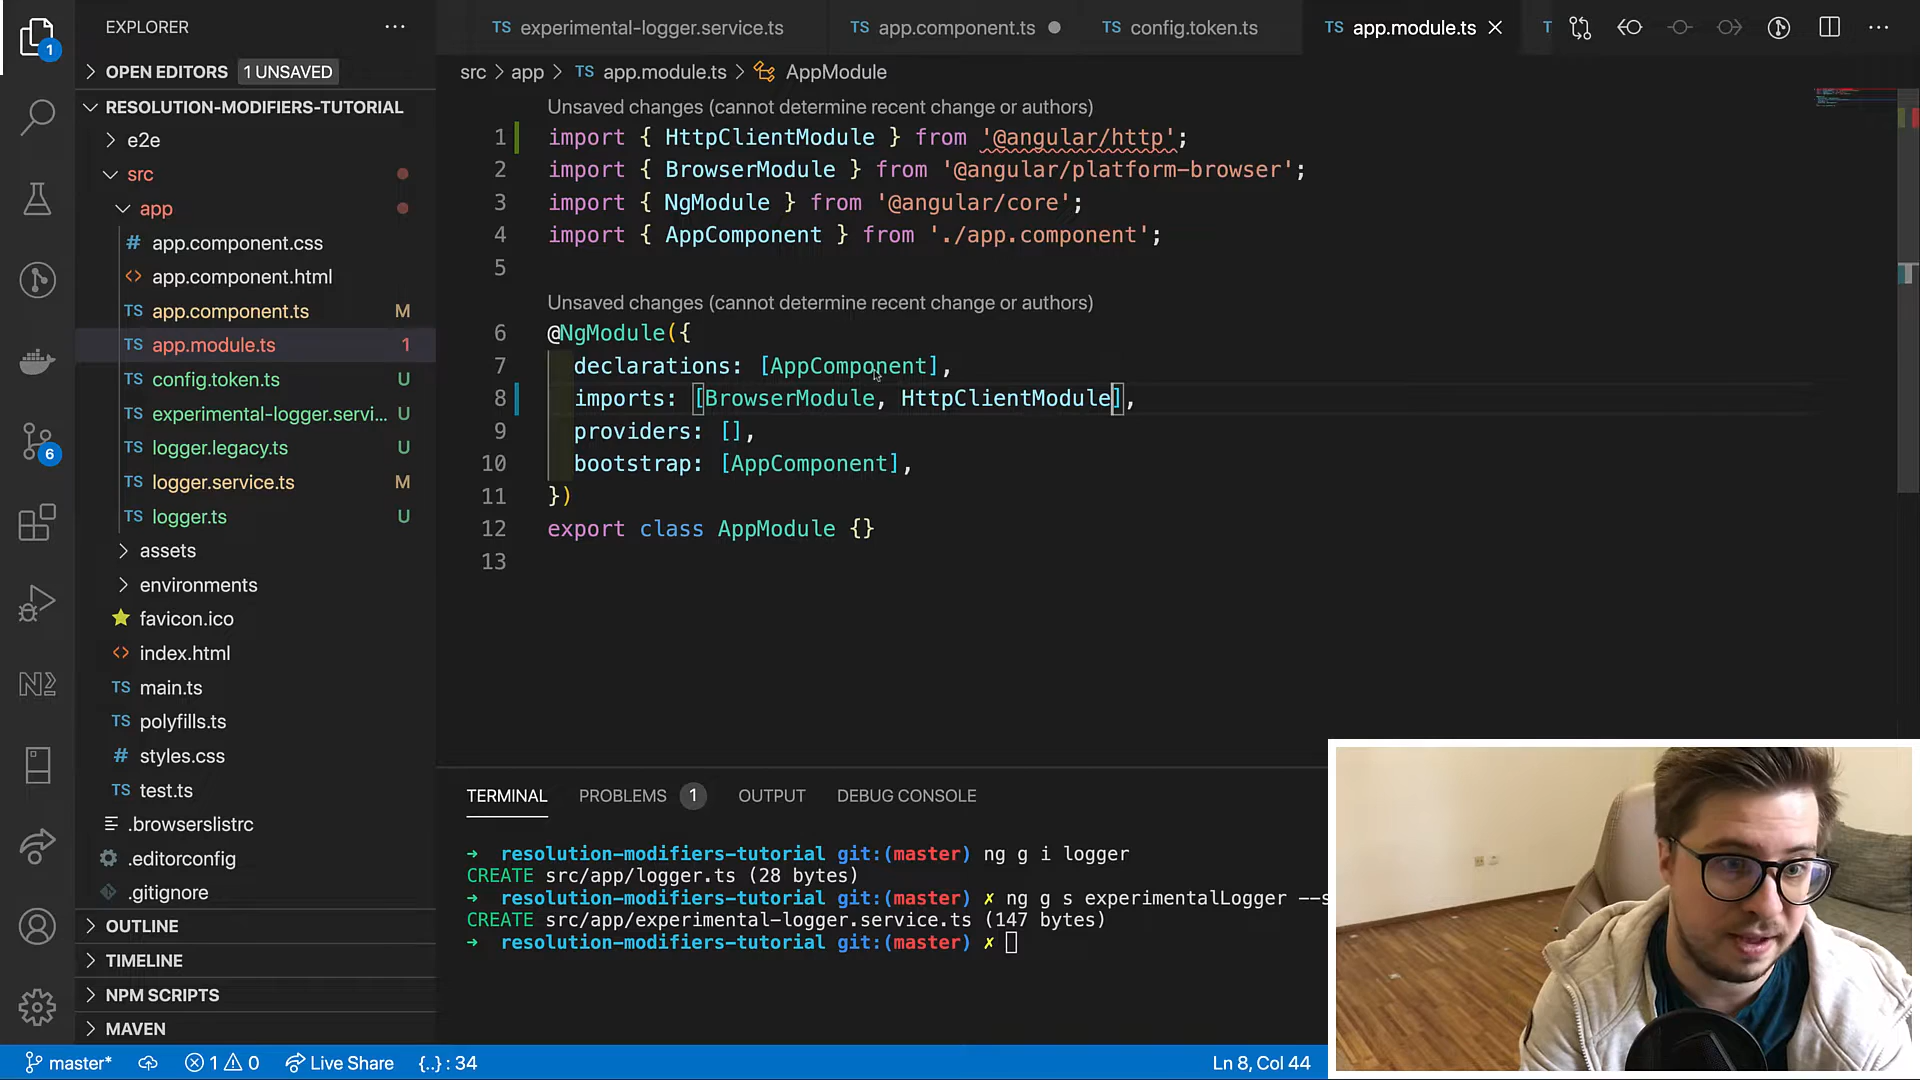 EXPLORER
OPEN EDITORS 1 UNSAVED
RESOLUTION-MODIFIERS-TUTORIAL
e2e
src
app
# app.component.css
<> app.component.html
TS app.component.ts M
TS app.module.ts 1
TS config.token.ts U
TS experimental-logger.servi... U
TS logger.legacy.ts U
TS logger.service.ts M
TS logger.ts U
assets
environments
favicon.ico
<> index.html
TS main.ts
TS polyfills.ts
# styles.css
TS test.ts
.browserslistrc
.editorconfig
.gitignore
OUTLINE
TIMELINE
NPM SCRIPTS
MAVEN
1
6
TS experimental-logger.service.ts
TS app.component.ts
TS config.token.ts
TS app.module.ts
T
src > app > TS app.module.ts > AppModule
Unsaved changes (cannot determine recent change or authors)
1 import { HttpClientModule } from '@angular/http';
2 import { BrowserModule } from '@angular/platform-browser';
3 import { NgModule } from '@angular/core';
4 import { AppComponent } from './app.component';
5
Unsaved changes (cannot determine recent change or authors)
6 @NgModule({
7 declarations: [AppComponent],
8 imports: [BrowserModule, HttpClientModule],
9 providers: [],
10 bootstrap: [AppComponent],
11 })
12 export class AppModule {}
13
TERMINAL PROBLEMS 1 OUTPUT DEBUG CONSOLE
→ resolution-modifiers-tutorial git:(master) ng g i logger
CREATE src/app/logger.ts (28 bytes)
→ resolution-modifiers-tutorial git:(master) ✗ ng g s experimentalLogger --s
CREATE src/app/experimental-logger.service.ts (147 bytes)
→ resolution-modifiers-tutorial git:(master) ✗
master* 1 0 Live Share {..} : 34 Ln 8, Col 44